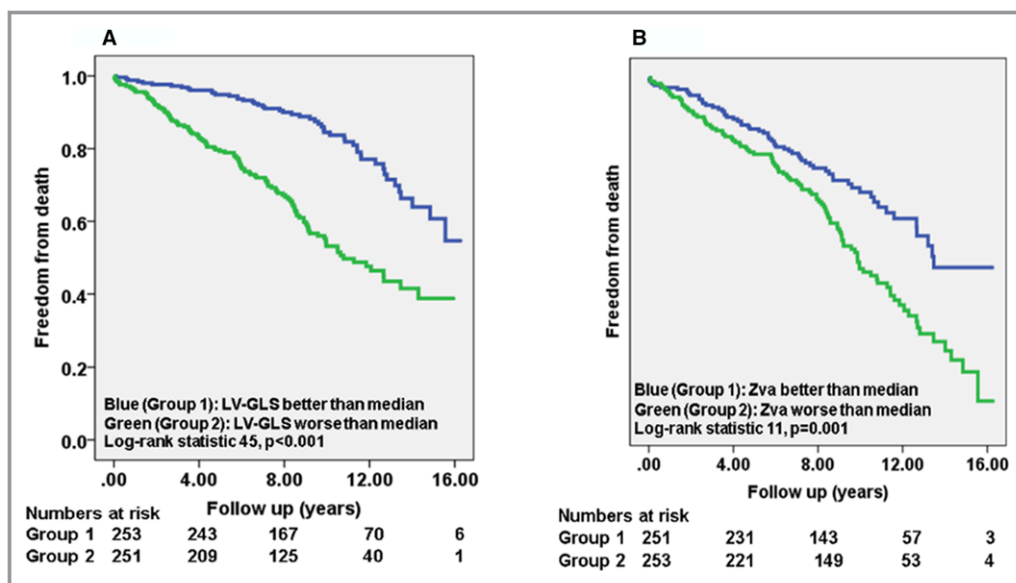 A
1.0
0.8
0.6
0.4
0.2
0.0
Freedom from death
Blue (Group 1): LV-GLS better than median
Green (Group 2): LV-GLS worse than median
Log-rank statistic 45, p<0.001
.00 4.00 8.00 12.00 16.00
Follow up (years)
Numbers at risk
Group 1 253 243 167 70 6
Group 2 251 209 125 40 1
B
Freedom from death
Blue (Group 1): Zva better than median
Green (Group 2): Zva worse than median
Log-rank statistic 11, p=0.001
.00 4.00 8.00 12.00 16.00
Follow up (years)
Numbers at risk
Group 1 251 231 143 57 3
Group 2 253 221 149 53 4